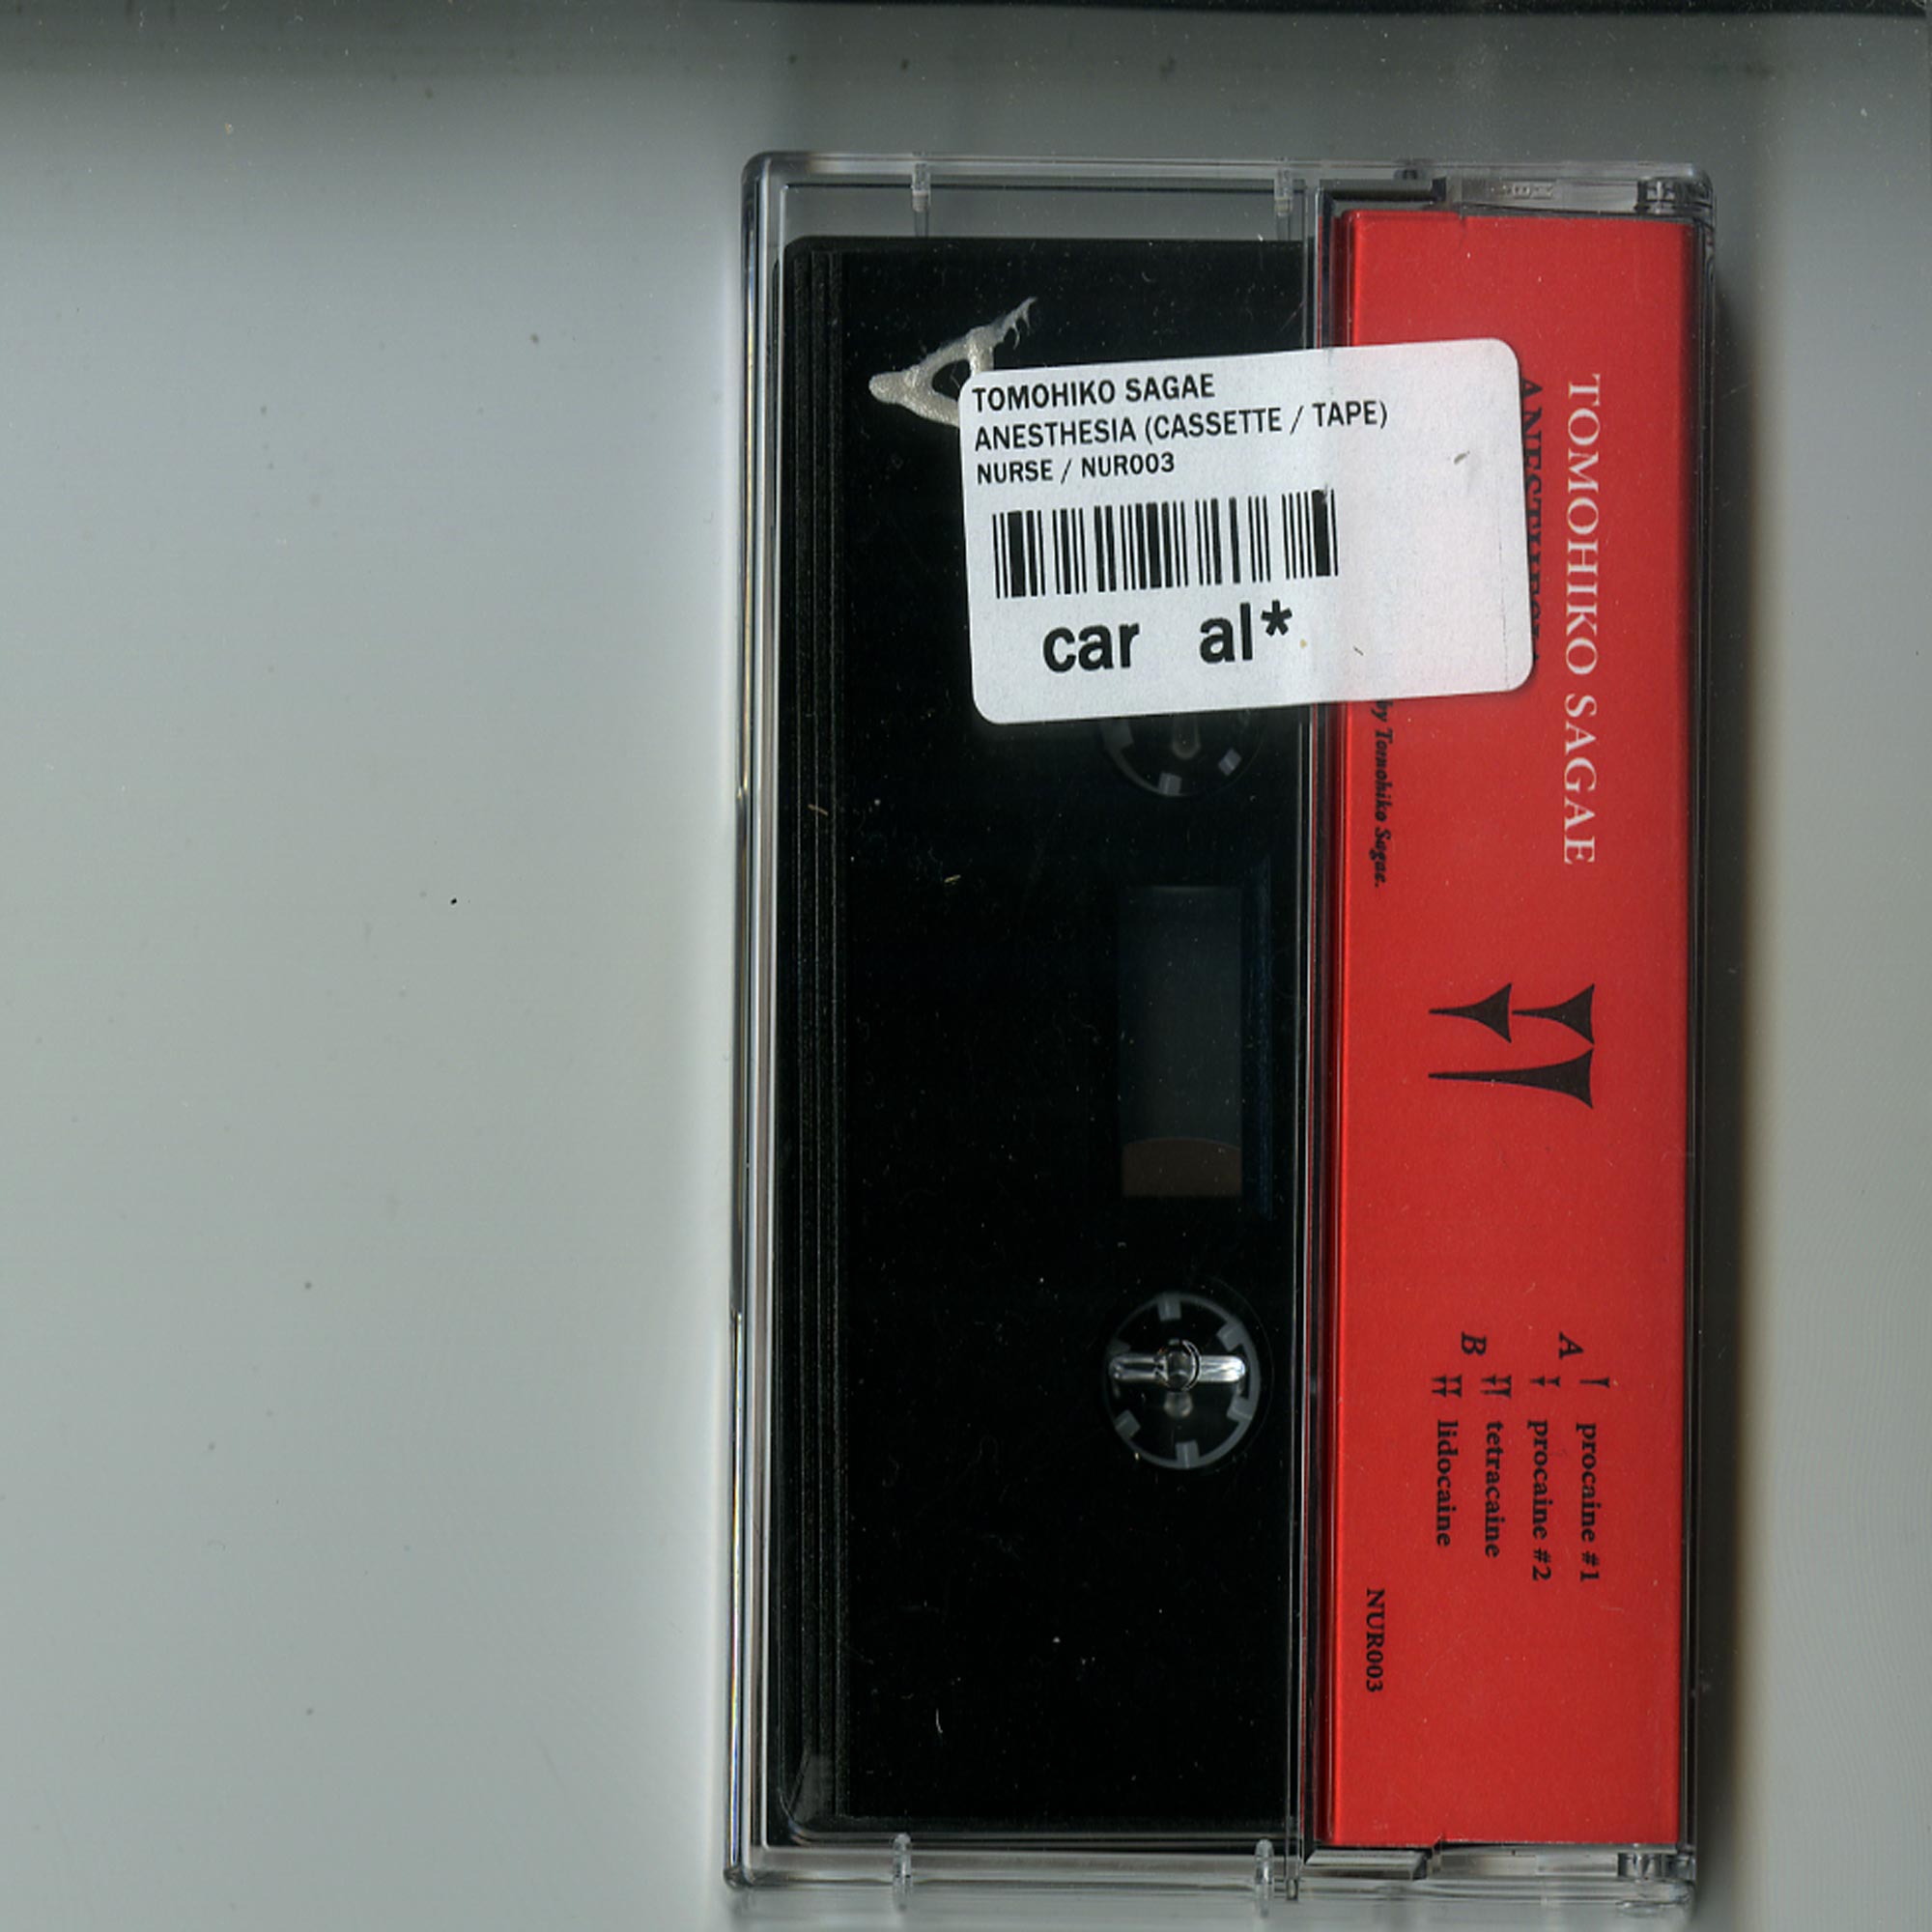 TOMOHIKO SAGAE
ANESTHESIA (CASSETTE / TAPE)
NURSE / NUR003
car al*
TOMOHIKO SAGAE
ANESTHESIA
by Tomohiko Sagae.
A
procaine #1
procaine #2
B
tetracaine
lidocaine
NUR003
A